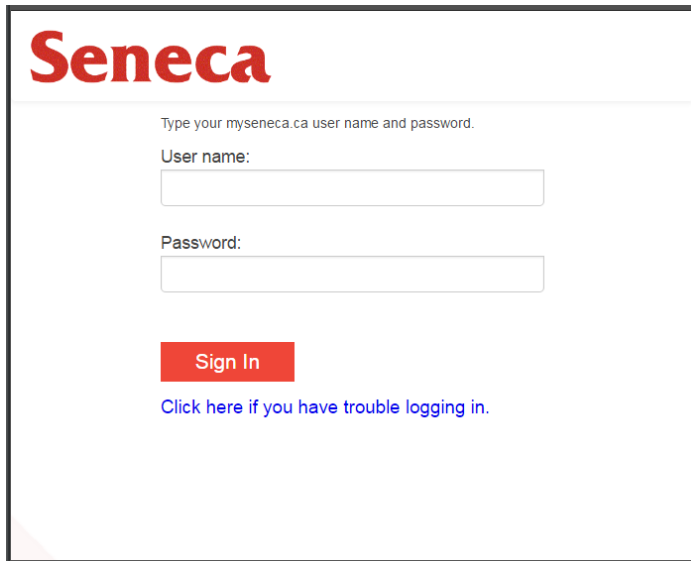 Seneca
Type your myseneca.ca user name and password.
User name:
Password:
Sign In
Click here if you have trouble logging in.